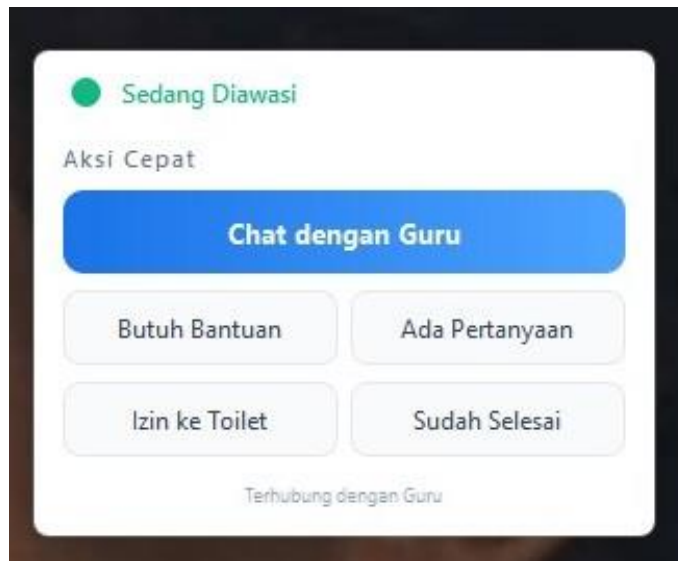 Sedang Diawasi
Aksi Cepat
Chat dengan Guru
Butuh Bantuan
Ada Pertanyaan
Izin ke Toilet
Sudah Selesai
Terhubung dengan Guru